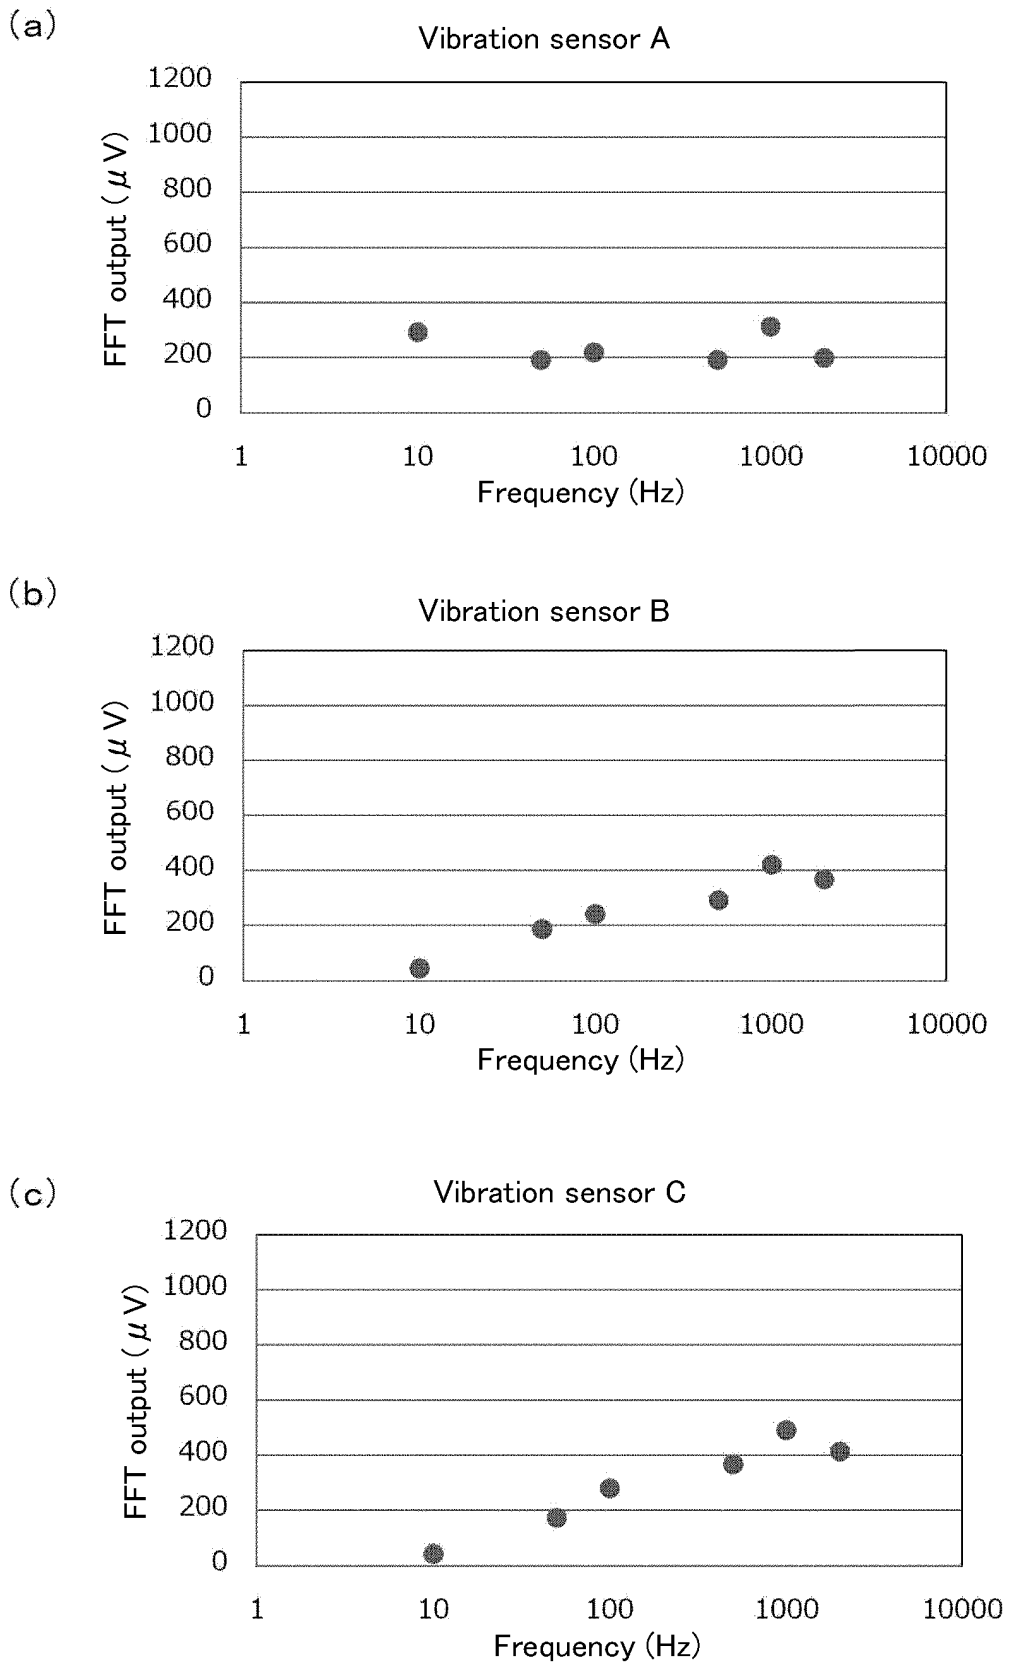 (a)
Vibration sensor A
1200
1000
800
600
400
200
0
FFT output (μV)
1 10 100 1000 10000
Frequency (Hz)
(b)
Vibration sensor B
1200
1000
800
600
400
200
0
FFT output (μV)
1 10 100 1000 10000
Frequency (Hz)
(c)
Vibration sensor C
1200
1000
800
600
400
200
0
FFT output (μV)
1 10 100 1000 10000
Frequency (Hz)